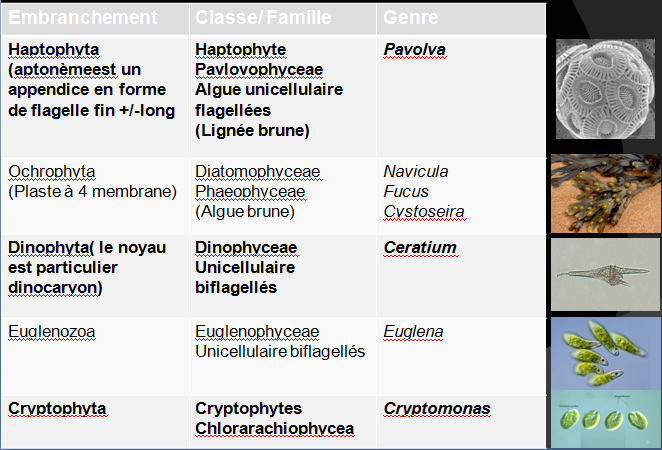 Embranchement Classe/ Famille Genre
Haptophyta Haptophyte Pavolva
(aptonèmeest un Pavlovophyceae
appendice en forme Algue unicellulaire
de flagelle fin +/-long flagellées
(Lignée brune)
Ochrophyta Diatomophyceae Navicula
(Plaste à 4 membrane) Phaeophyceae Fucus
(Algue brune) Cystoseira
Dinophyta( le noyau Dinophyceae Ceratium
est particulier Unicellulaire
dinocaryon) biflagellés
Euglenozoa Euglenophyceae Euglena
Unicellulaire biflagellés
Cryptophyta Cryptophytes Cryptomonas
Chlorarachiophycea